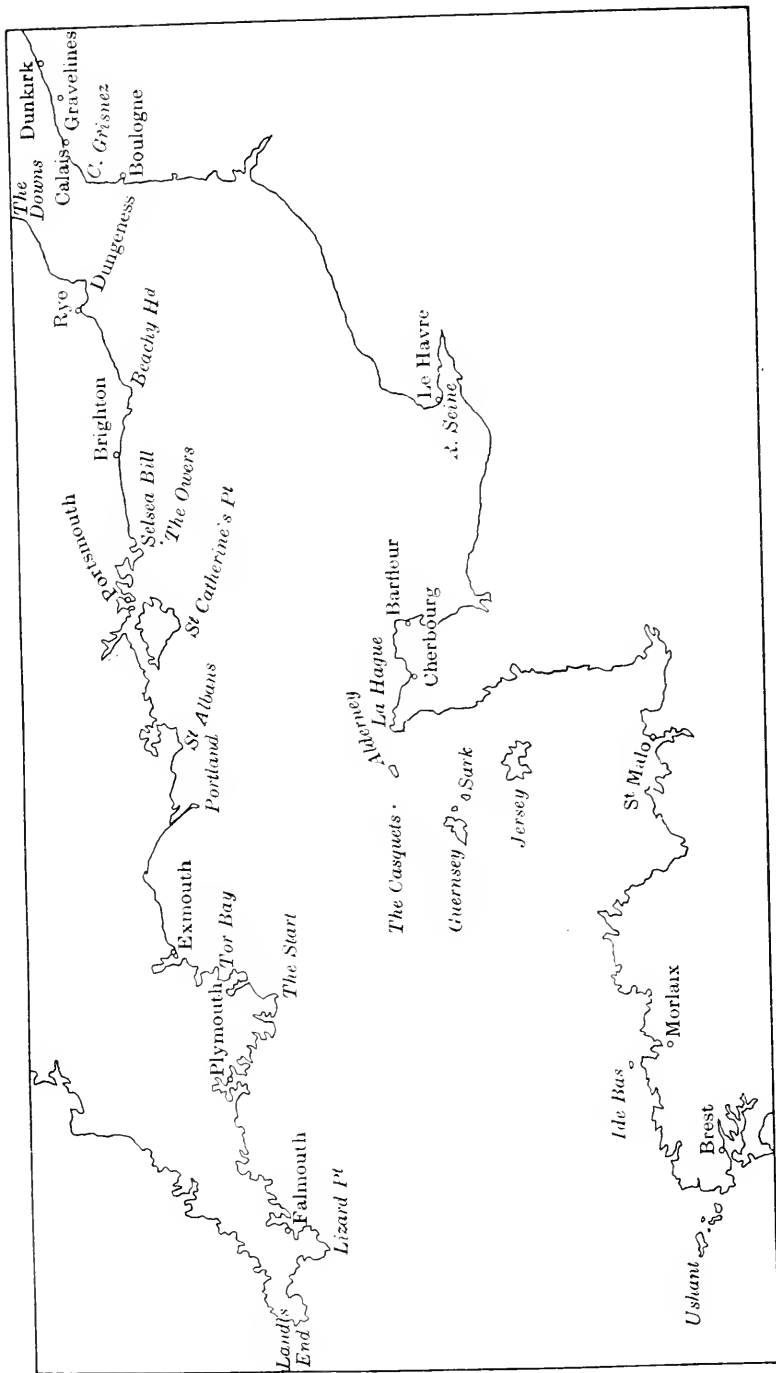 Land's
End
Lizard Pt
Falmouth
Plymouth
The Start
Tor Bay
Exmouth
Portland
St Albans
Portsmouth
St Catherine's Pt
Selsea Bill
The Owers
Brighton
Beachy Hd
Rye
Dungeness
The
Downs
Dunkirk
Gravelines
Calais
C. Grisnez
Boulogne
Le Havre
R. Seine
Barfleur
Cherbourg
La Hague
Alderney
The Casquets
Guernsey
Sark
Jersey
St Malo
Morlaix
I de Bas
Brest
Ushant